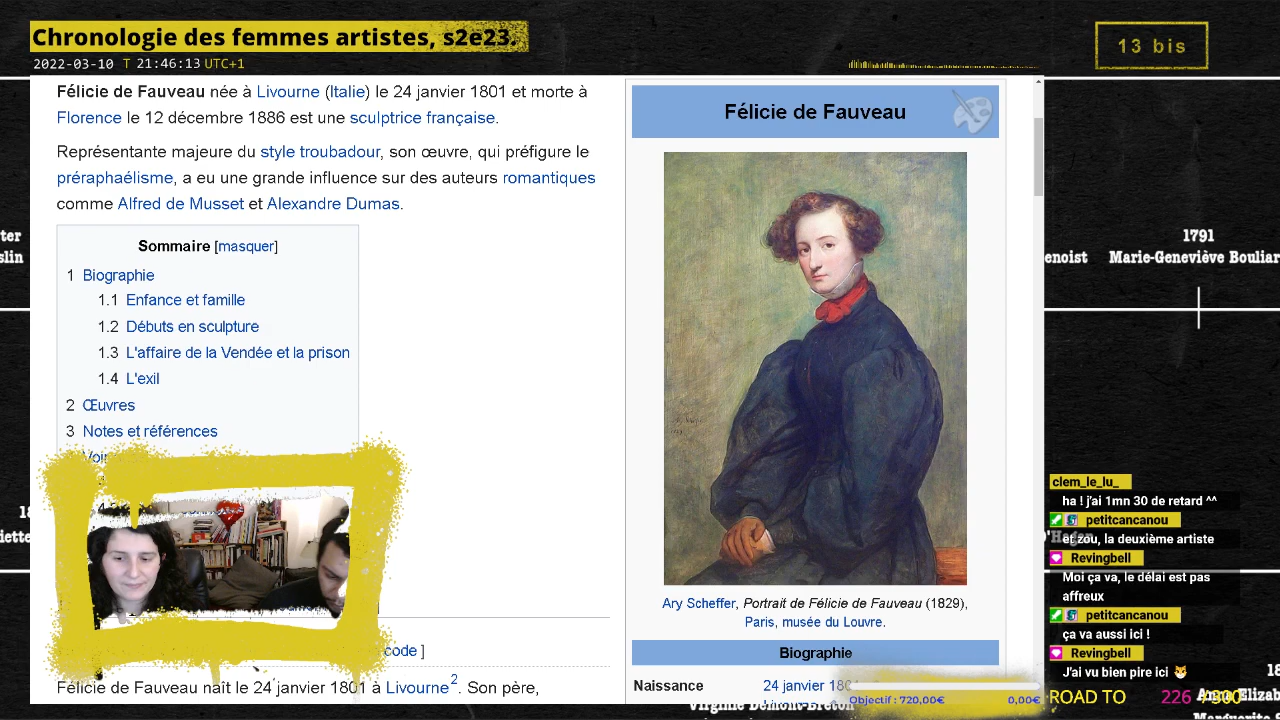 Chronologie des femmes artistes, s2e23
2022-03-10 T 21:46:13 UTC+1
13 bis
Félicie de Fauveau née à Livourne (Italie) le 24 janvier 1801 et morte à
Florence le 12 décembre 1886 est une sculptrice française.
Représentante majeure du style troubadour, son œuvre, qui préfigure le
préraphaélisme, a eu une grande influence sur des auteurs romantiques
comme Alfred de Musset et Alexandre Dumas.
Sommaire [masquer]
1 Biographie
1.1 Enfance et famille
1.2 Débuts en sculpture
1.3 L'affaire de la Vendée et la prison
1.4 L'exil
2 Œuvres
3 Notes et références
code ]
Félicie de Fauveau naît le 24 janvier 1801 à Livourne2. Son père,
Félicie de Fauveau
Ary Scheffer, Portrait de Félicie de Fauveau (1829),
Paris, musée du Louvre.
Biographie
Naissance 24 janvier
Objectif : 720,00€ 0,00€
1791
enoist Marie-Geneviève Bouliar
clem_le_lu_
ha ! j'ai 1mn 30 de retard ^^
petitcancanou
et zou, la deuxième artiste
Revingbell
Moi ça va, le délai est pas
affreux
petitcancanou
ça va aussi ici !
Revingbell
J'ai vu bien pire ici
ROAD TO 226